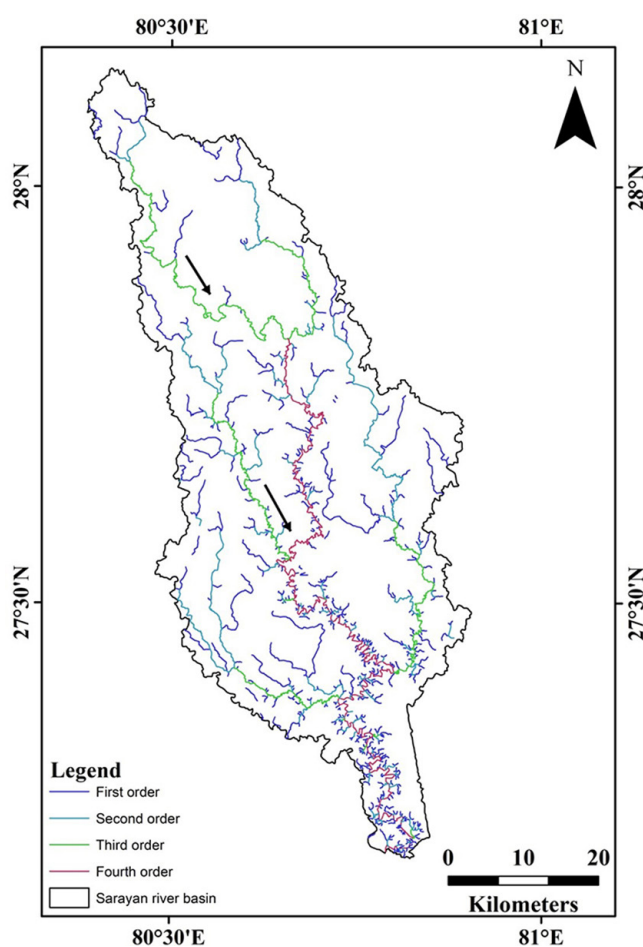 80°30'E 81°E
N
28°N 28°N
27°30'N 27°30'N
Legend
First order
Second order
Third order
Fourth order
Sarayan river basin
0 10 20
Kilometers
80°30'E 81°E